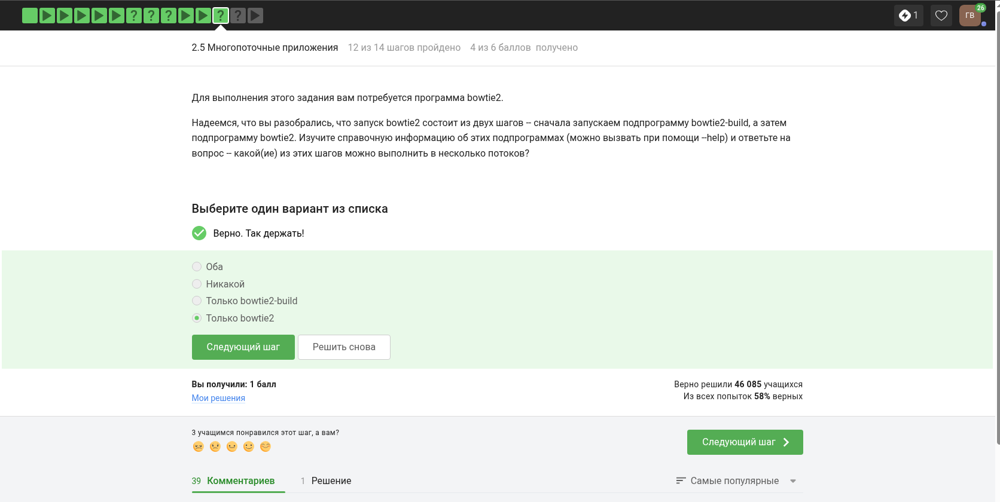 ? ? ? ? ?
1
ГВ
26
2.5 Многопоточные приложения 12 из 14 шагов пройдено 4 из 6 баллов получено
Для выполнения этого задания вам потребуется программа bowtie2.
Надеемся, что вы разобрались, что запуск bowtie2 состоит из двух шагов -- сначала запускаем подпрограмму bowtie2-build, а затем
подпрограмму bowtie2. Изучите справочную информацию об этих подпрограммах (можно вызвать при помощи --help) и ответьте на
вопрос -- какой(ие) из этих шагов можно выполнить в несколько потоков?
Выберите один вариант из списка
Верно. Так держать!
Оба
Никакой
Только bowtie2-build
Только bowtie2
Следующий шаг Решить снова
Вы получили: 1 балл
Мои решения
Верно решили 46 085 учащихся
Из всех попыток 58% верных
3 учащимся понравился этот шаг, а вам?
Следующий шаг
39 Комментариев 1 Решение Самые популярные